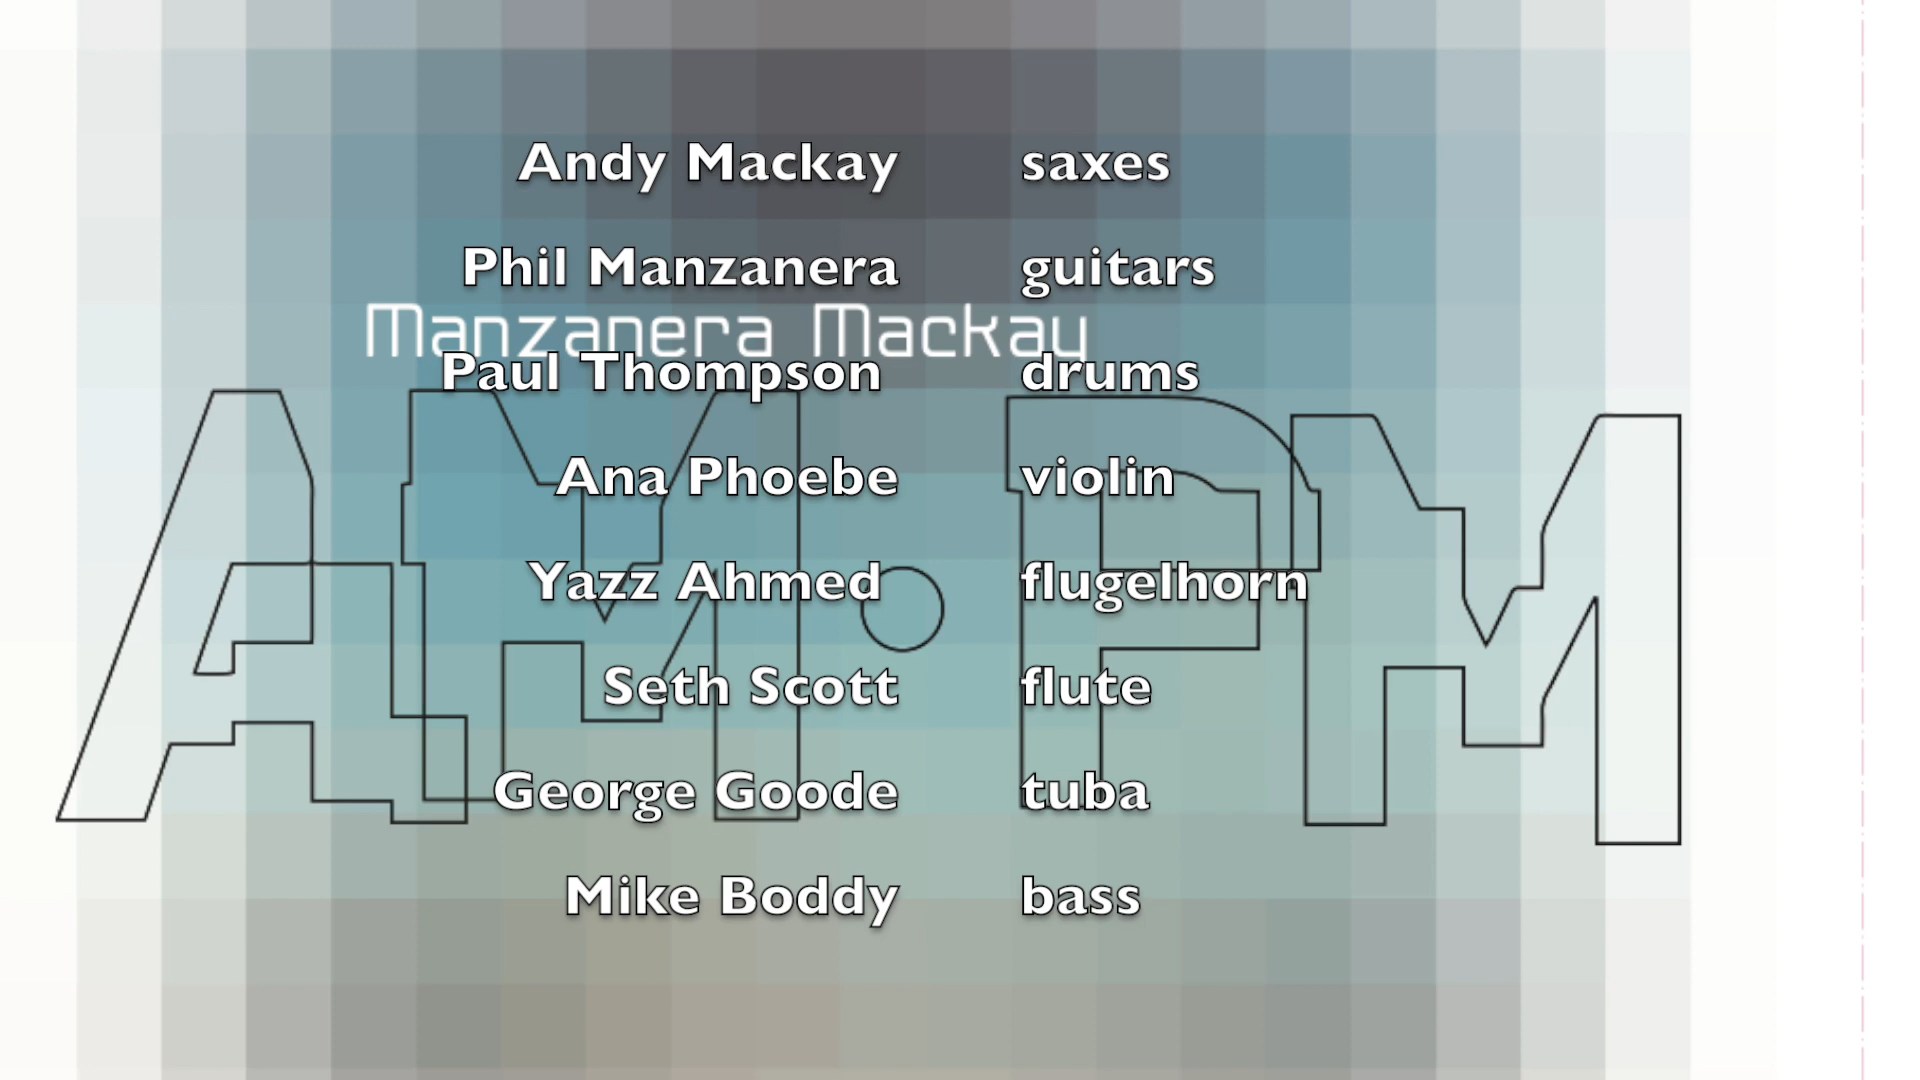 Andy Mackay saxes
Phil Manzanera guitars
Manzanera Mackay
Paul Thompson drums
AM.PM
Ana Phoebe violin
Yazz Ahmed flugelhorn
Seth Scott flute
George Goode tuba
Mike Boddy bass